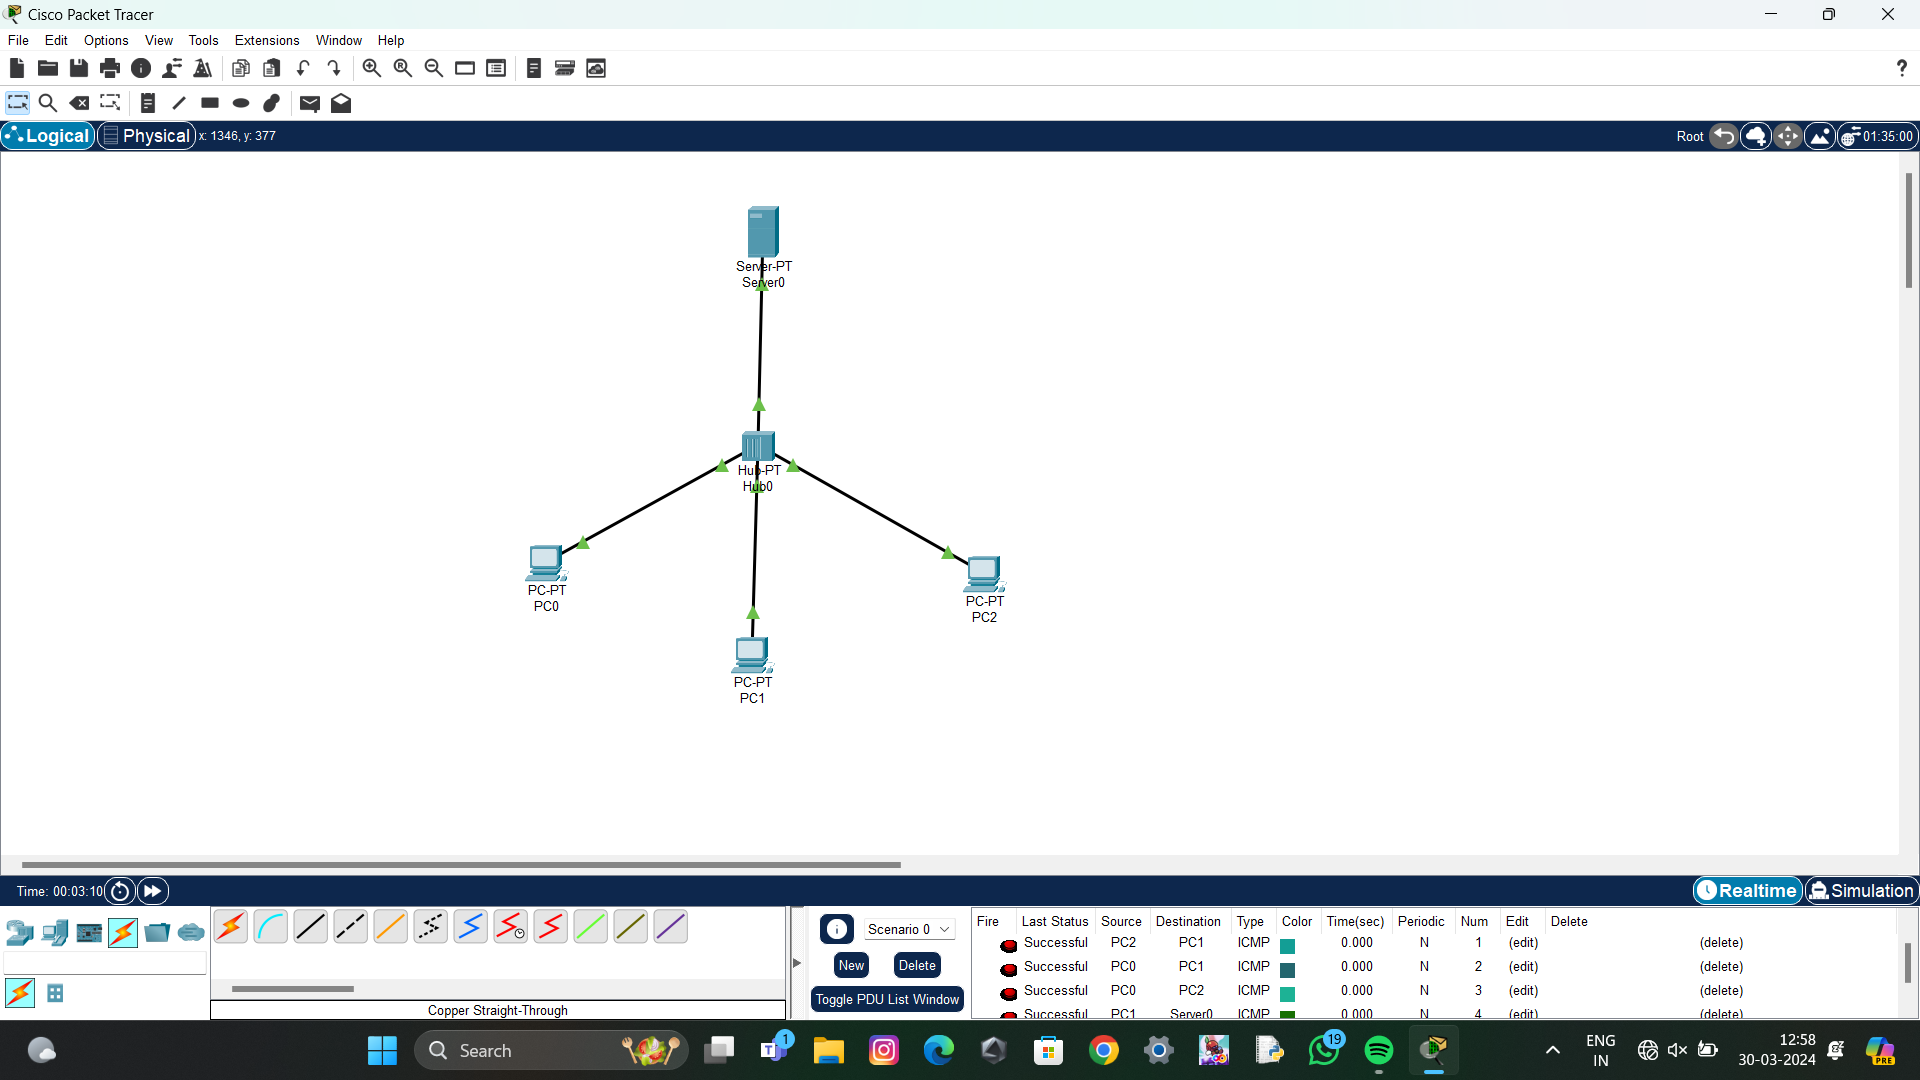 Cisco Packet Tracer
File Edit Options View Tools Extensions Window Help
Logical Physical x: 1346, y: 377 Root 01:35:00
Server-PT
Server0
Hub-PT
Hub0
PC-PT
PC0
PC-PT
PC2
PC-PT
PC1
Time: 00:03:10 Realtime Simulation
Scenario 0
New Delete
Toggle PDU List Window
Copper Straight-Through
Fire Last Status Source Destination Type Color Time(sec) Periodic Num Edit Delete
Successful PC2 PC1 ICMP 0.000 N 1 (edit) (delete)
Successful PC0 PC1 ICMP 0.000 N 2 (edit) (delete)
Successful PC0 PC2 ICMP 0.000 N 3 (edit) (delete)
Successful PC1 Server0 ICMP 0.000 N 4 (edit) (delete)
Search
1
19
ENG
IN
12:58
30-03-2024
PRE